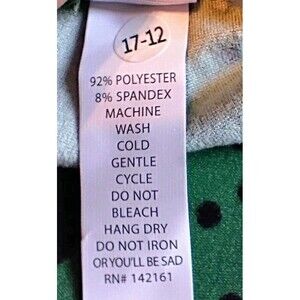 17-12
92% POLYESTER
8% SPANDEX
MACHINE
WASH
COLD
GENTLE
CYCLE
DO NOT
BLEACH
HANG DRY
DO NOT IRON
OR YOU'LL BE SAD
RN# 142161